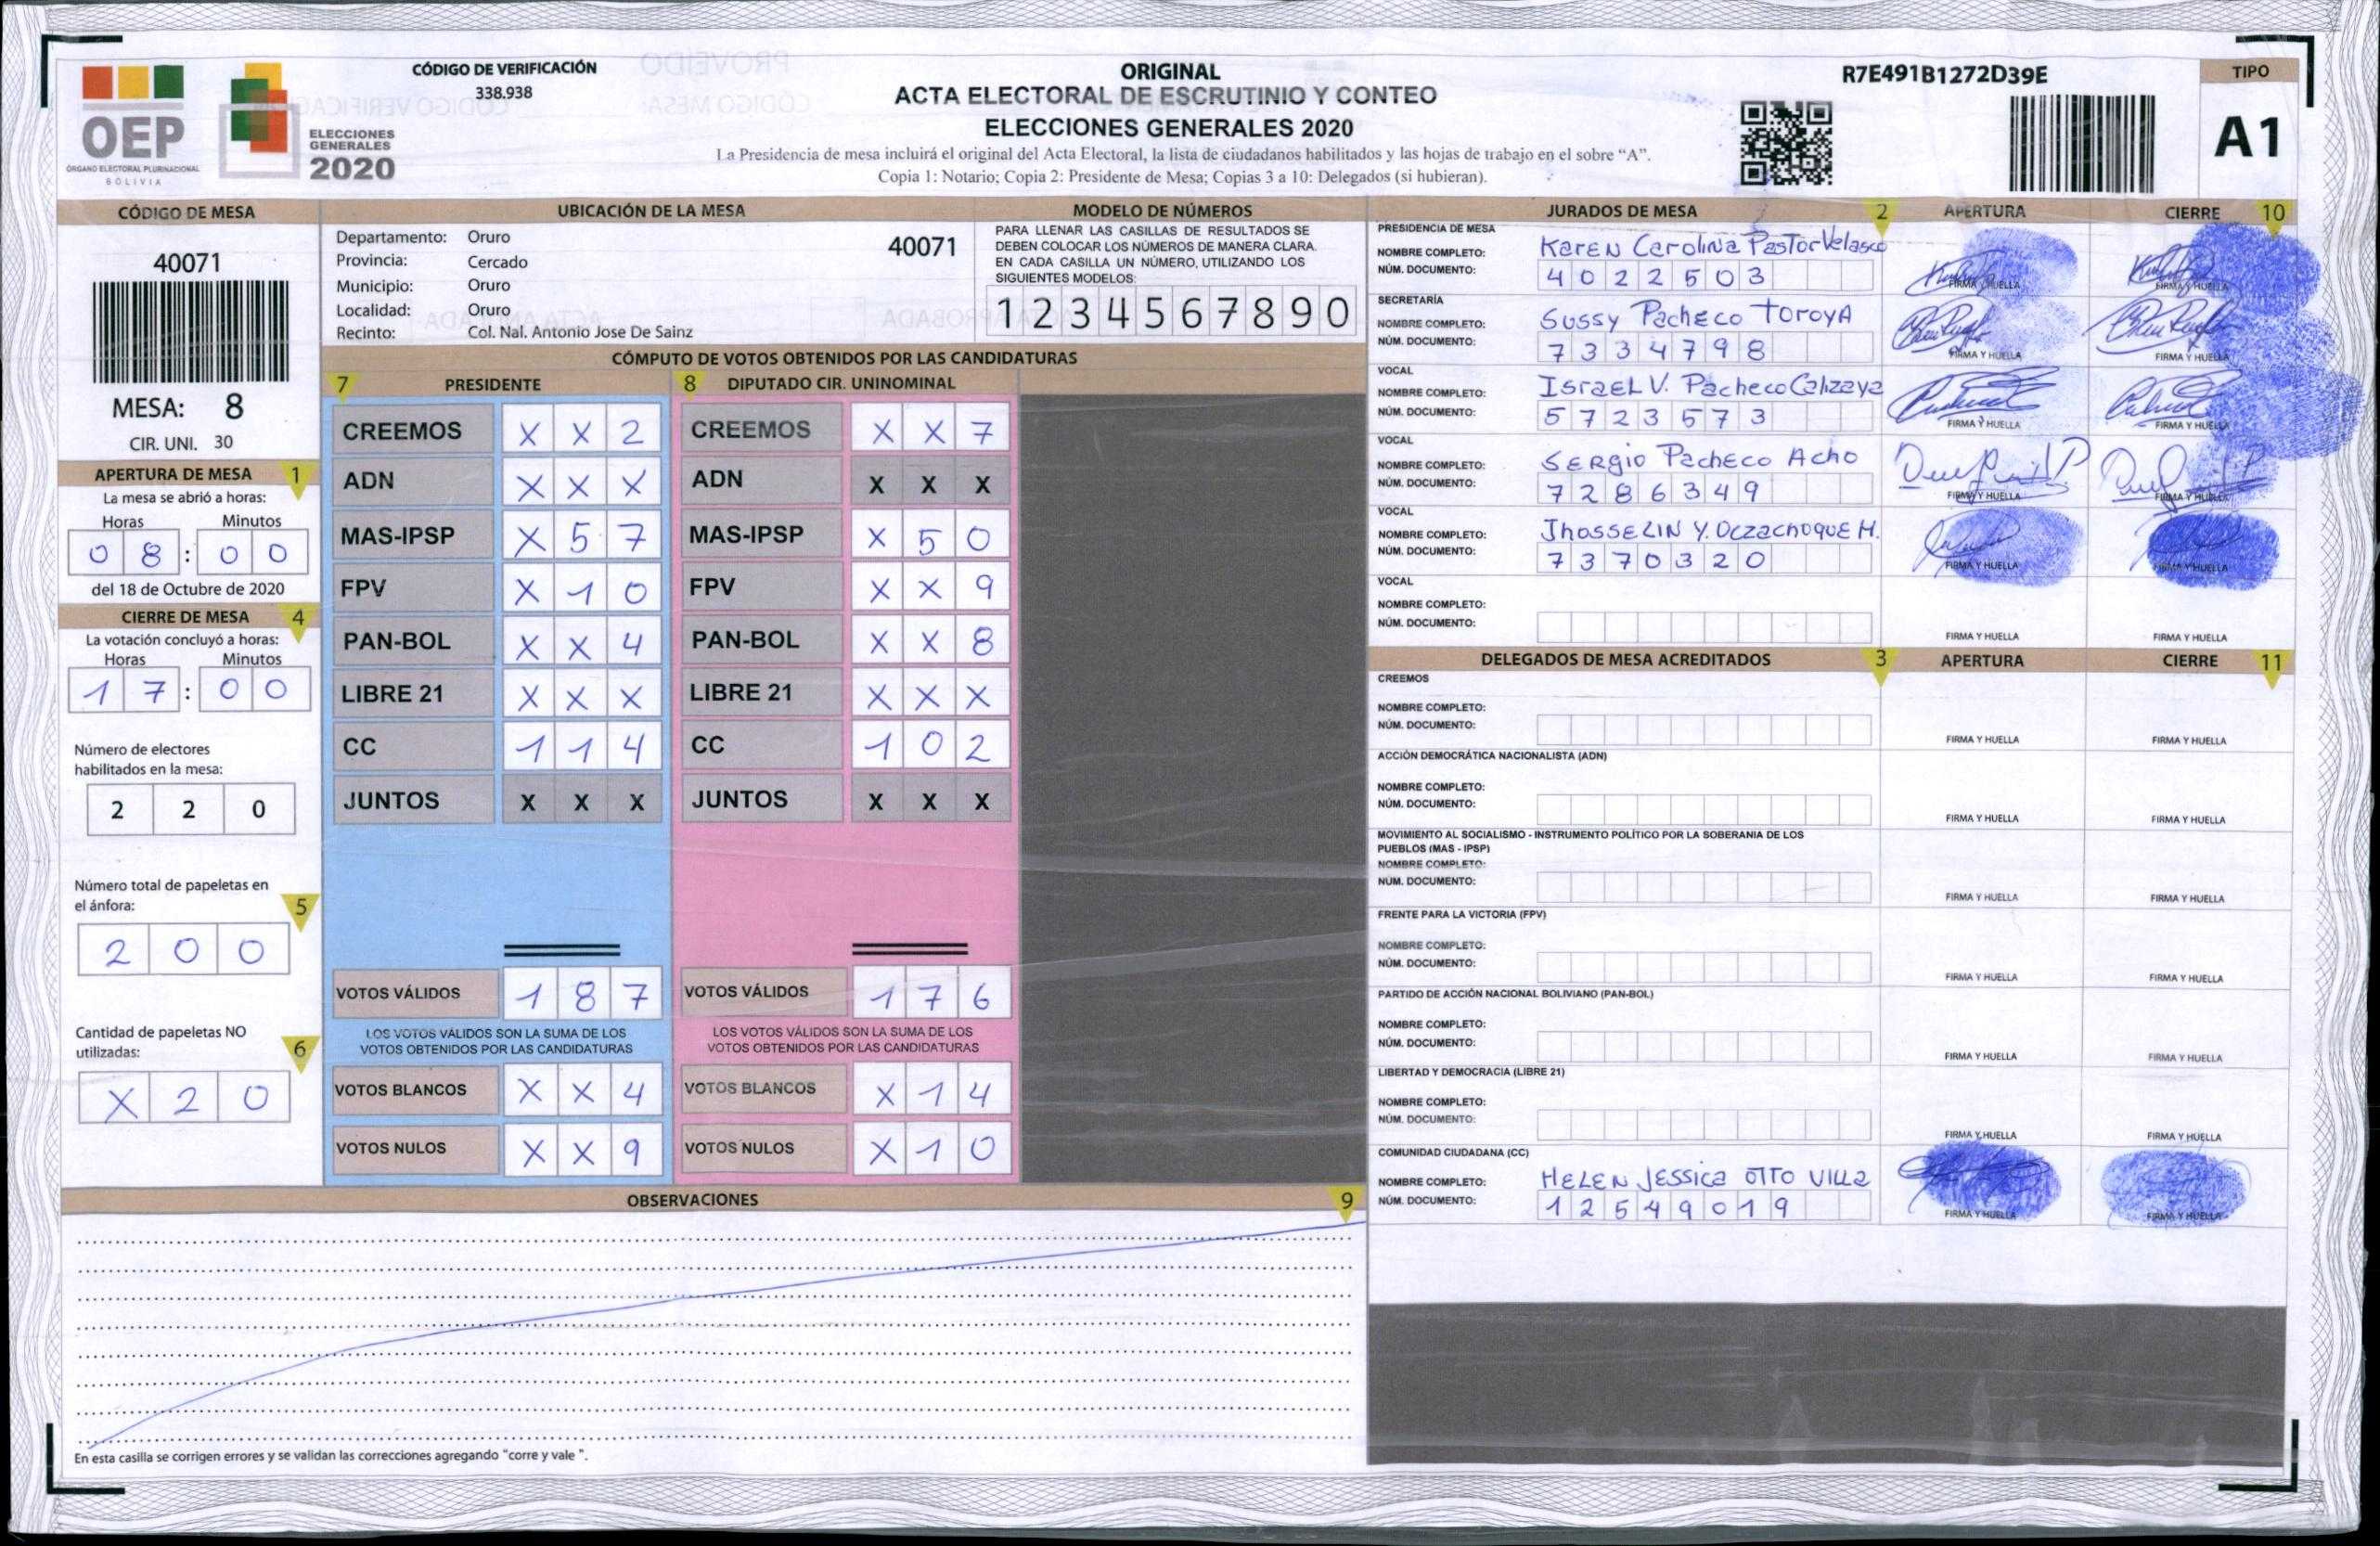 OEP
ÓRGANO ELECTORAL PLURINACIONAL
BOLIVIA
ELECCIONES
GENERALES
2020
CÓDIGO DE VERIFICACIÓN
338.938
ORIGINAL
ACTA ELECTORAL DE ESCRUTINIO Y CONTEO
ELECCIONES GENERALES 2020
La Presidencia de mesa incluirá el original del Acta Electoral, la lista de ciudadanos habilitados y las hojas de trabajo en el sobre “A”.
Copia 1: Notario; Copia 2: Presidente de Mesa; Copias 3 a 10: Delegados (si hubieran).
R7E491B1272D39E
TIPO
A1
CÓDIGO DE MESA
40071
MESA: 8
CIR. UNI. 30
APERTURA DE MESA 1
La mesa se abrió a horas:
Horas Minutos
0 8 : 0 0
del 18 de Octubre de 2020
CIERRE DE MESA 4
La votación concluyó a horas:
Horas Minutos
1 7 : 0 0
Número de electores
habilitados en la mesa:
2 2 0
Número total de papeletas en
el ánfora: 5
2 0 0
Cantidad de papeletas NO
utilizadas: 6
X 2 0
UBICACIÓN DE LA MESA
Departamento: Oruro
Provincia: Cercado
Municipio: Oruro
Localidad: Oruro
Recinto: Col. Nal. Antonio Jose De Sainz
40071
MODELO DE NÚMEROS
PARA LLENAR LAS CASILLAS DE RESULTADOS SE
DEBEN COLOCAR LOS NÚMEROS DE MANERA CLARA.
EN CADA CASILLA UN NÚMERO, UTILIZANDO LOS
SIGUIENTES MODELOS:
1 2 3 4 5 6 7 8 9 0
CÓMPUTO DE VOTOS OBTENIDOS POR LAS CANDIDATURAS
7 PRESIDENTE 8 DIPUTADO CIR. UNINOMINAL
CREEMOS X X 2 CREEMOS X X 7
ADN X X X ADN X X X
MAS-IPSP X 5 7 MAS-IPSP X 5 0
FPV X 1 0 FPV X X 9
PAN-BOL X X 4 PAN-BOL X X 8
LIBRE 21 X X X LIBRE 21 X X X
CC 1 1 4 CC 1 0 2
JUNTOS X X X JUNTOS X X X
VOTOS VÁLIDOS 1 8 7 VOTOS VÁLIDOS 1 7 6
LOS VOTOS VÁLIDOS SON LA SUMA DE LOS LOS VOTOS VÁLIDOS SON LA SUMA DE LOS
VOTOS OBTENIDOS POR LAS CANDIDATURAS VOTOS OBTENIDOS POR LAS CANDIDATURAS
VOTOS BLANCOS X X 4 VOTOS BLANCOS X 1 4
VOTOS NULOS X X 9 VOTOS NULOS X 1 0
OBSERVACIONES 9
En esta casilla se corrigen errores y se validan las correcciones agregando "corre y vale ".
JURADOS DE MESA 2 APERTURA CIERRE 10
PRESIDENCIA DE MESA
NOMBRE COMPLETO: Karen Carolina Pastor Velasco
NÚM. DOCUMENTO: 4 0 2 2 5 0 3
FIRMA Y HUELLA FIRMA Y HUELLA
SECRETARÍA
NOMBRE COMPLETO: Sussy Pacheco Toroya
NÚM. DOCUMENTO: 7 3 3 4 7 9 8
FIRMA Y HUELLA FIRMA Y HUELLA
VOCAL
NOMBRE COMPLETO: Israel V. Pacheco Calizaya
NÚM. DOCUMENTO: 5 7 2 3 5 7 3
FIRMA Y HUELLA FIRMA Y HUELLA
VOCAL
NOMBRE COMPLETO: Sergio Pacheco Acho
NÚM. DOCUMENTO: 7 2 8 6 3 4 9
FIRMA Y HUELLA FIRMA Y HUELLA
VOCAL
NOMBRE COMPLETO: Jhosselin Y. Olzachoque M.
NÚM. DOCUMENTO: 7 3 7 0 3 2 0
FIRMA Y HUELLA FIRMA Y HUELLA
VOCAL
NOMBRE COMPLETO:
NÚM. DOCUMENTO:
FIRMA Y HUELLA FIRMA Y HUELLA
DELEGADOS DE MESA ACREDITADOS 3 APERTURA CIERRE 11
CREEMOS
NOMBRE COMPLETO:
NÚM. DOCUMENTO:
FIRMA Y HUELLA FIRMA Y HUELLA
ACCIÓN DEMOCRÁTICA NACIONALISTA (ADN)
NOMBRE COMPLETO:
NÚM. DOCUMENTO:
FIRMA Y HUELLA FIRMA Y HUELLA
MOVIMIENTO AL SOCIALISMO - INSTRUMENTO POLÍTICO POR LA SOBERANIA DE LOS
PUEBLOS (MAS - IPSP)
NOMBRE COMPLETO:
NÚM. DOCUMENTO:
FIRMA Y HUELLA FIRMA Y HUELLA
FRENTE PARA LA VICTORIA (FPV)
NOMBRE COMPLETO:
NÚM. DOCUMENTO:
FIRMA Y HUELLA FIRMA Y HUELLA
PARTIDO DE ACCIÓN NACIONAL BOLIVIANO (PAN-BOL)
NOMBRE COMPLETO:
NÚM. DOCUMENTO:
FIRMA Y HUELLA FIRMA Y HUELLA
LIBERTAD Y DEMOCRACIA (LIBRE 21)
NOMBRE COMPLETO:
NÚM. DOCUMENTO:
FIRMA Y HUELLA FIRMA Y HUELLA
COMUNIDAD CIUDADANA (CC)
NOMBRE COMPLETO: Helen Jessica Otto Villa
NÚM. DOCUMENTO: 1 2 5 4 9 0 1 9
FIRMA Y HUELLA FIRMA Y HUELLA